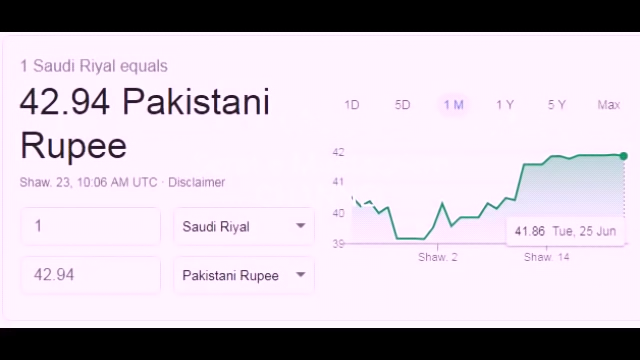 1 Saudi Riyal equals
42.94 Pakistani
Rupee
Shaw. 23, 10:06 AM UTC · Disclaimer
1
Saudi Riyal
42.94
Pakistani Rupee
1D 5D 1 M 1 Y 5 Y Max
42
41
40
39
41.86 Tue, 25 Jun
Shaw. 2 Shaw. 14